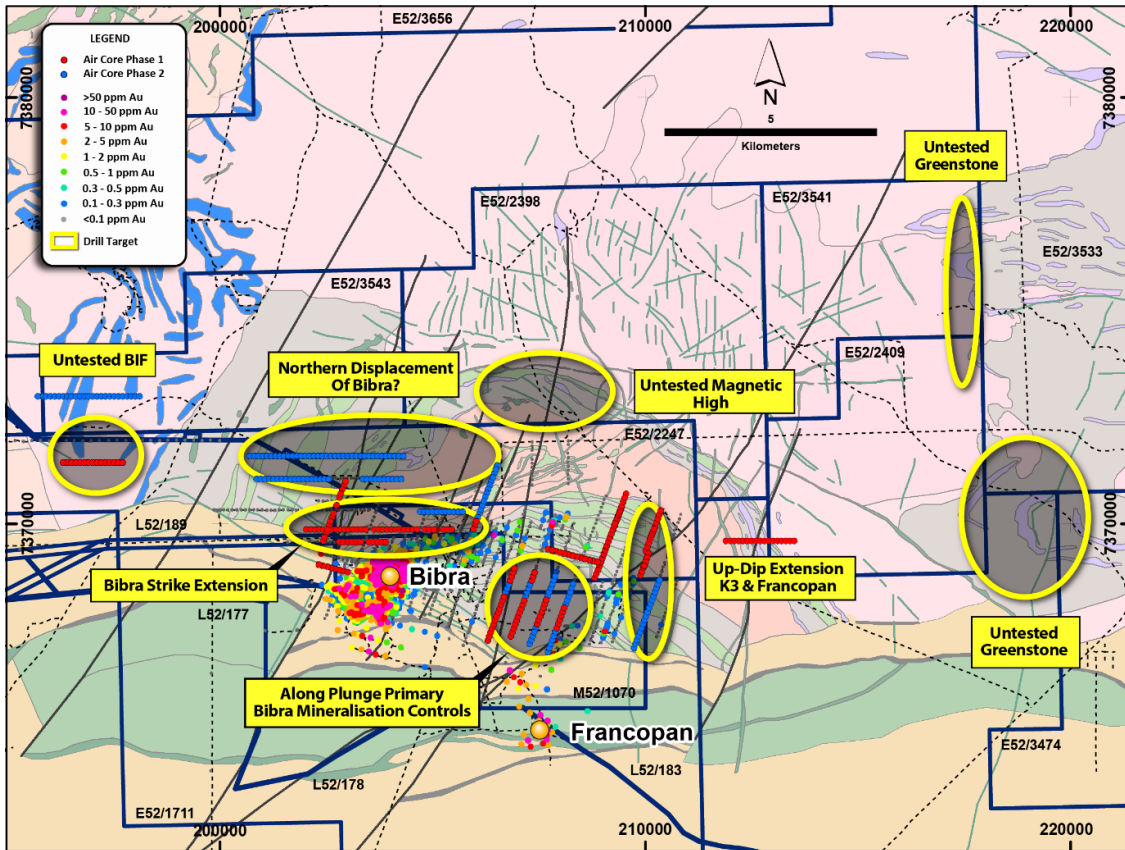 200000
210000
220000
E52/3656
LEGEND
Air Core Phase 1
Air Core Phase 2
>50 ppm Au
10 - 50 ppm Au
5 - 10 ppm Au
2 - 5 ppm Au
1 - 2 ppm Au
0.5 - 1 ppm Au
0.3 - 0.5 ppm Au
0.1 - 0.3 ppm Au
<0.1 ppm Au
Drill Target
N
5
Kilometers
7380000
7380000
Untested
Greenstone
E52/2398
E52/3541
E52/3533
E52/3543
Untested BIF
Northern Displacement
Of Bibra?
Untested Magnetic
High
E52/2409
E52/2247
7370000
7370000
L52/189
Bibra Strike Extension
Bibra
Up-Dip Extension
K3 & Francopan
L52/177
Untested
Greenstone
Along Plunge Primary
Bibra Mineralisation Controls
M52/1070
Francopan
E52/3474
L52/178
L52/183
E52/1711
200000
210000
220000